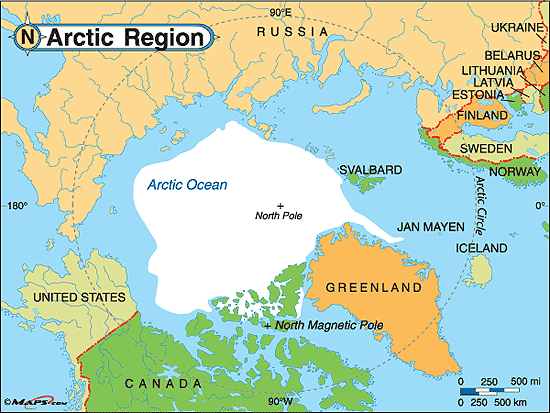 90°E
N Arctic Region
RUSSIA
UKRAINE
BELARUS
LITHUANIA
LATVIA
ESTONIA
FINLAND
SWEDEN
NORWAY
SVALBARD
Arctic Ocean
Arctic Circle
180°
North Pole
0°
JAN MAYEN
ICELAND
GREENLAND
UNITED STATES
North Magnetic Pole
CANADA
0 250 500 mi
0 250 500 km
90°W
MAPS.com